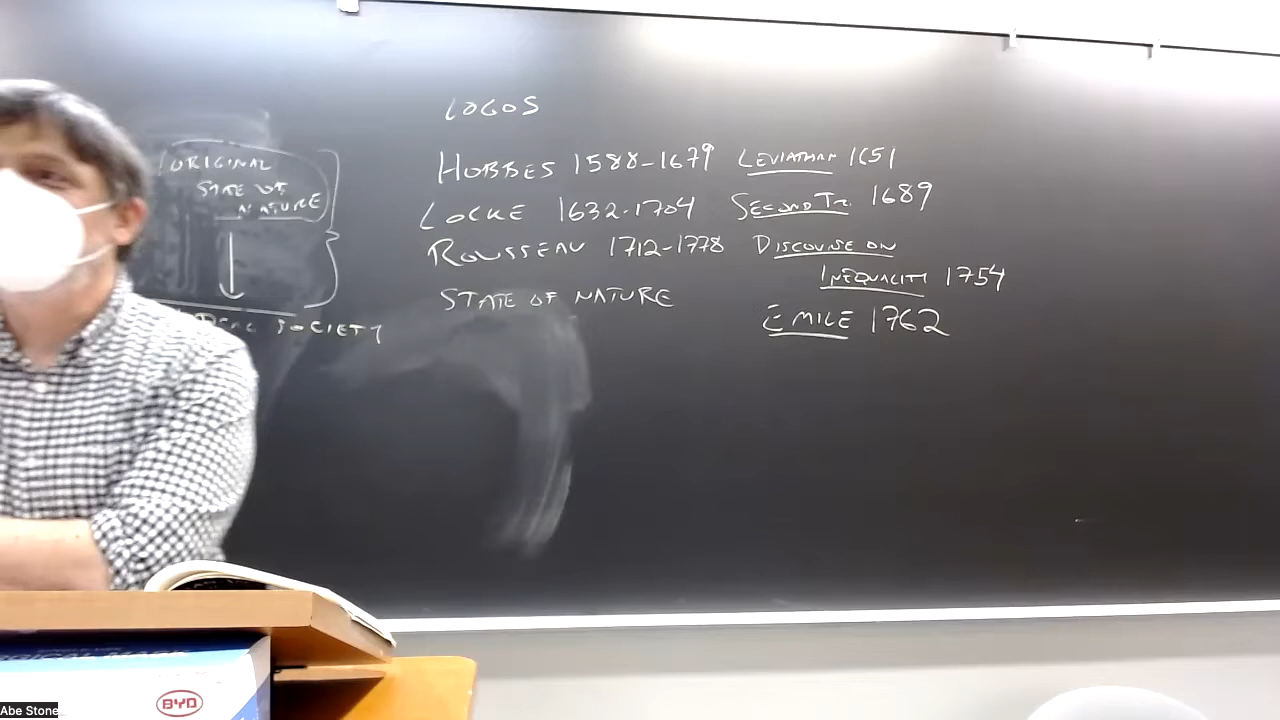 LOGOS
ORIGINAL
STATE OF
NATURE
SOCIETY
HOBBES 1588-1679 LEVIATHAN 1651
LOCKE 1632-1704 SECOND TR. 1689
ROUSSEAU 1712-1778 DISCOURSE ON
INEQUALITY 1754
STATE OF NATURE
EMILE 1762
BYD
Abe Stone